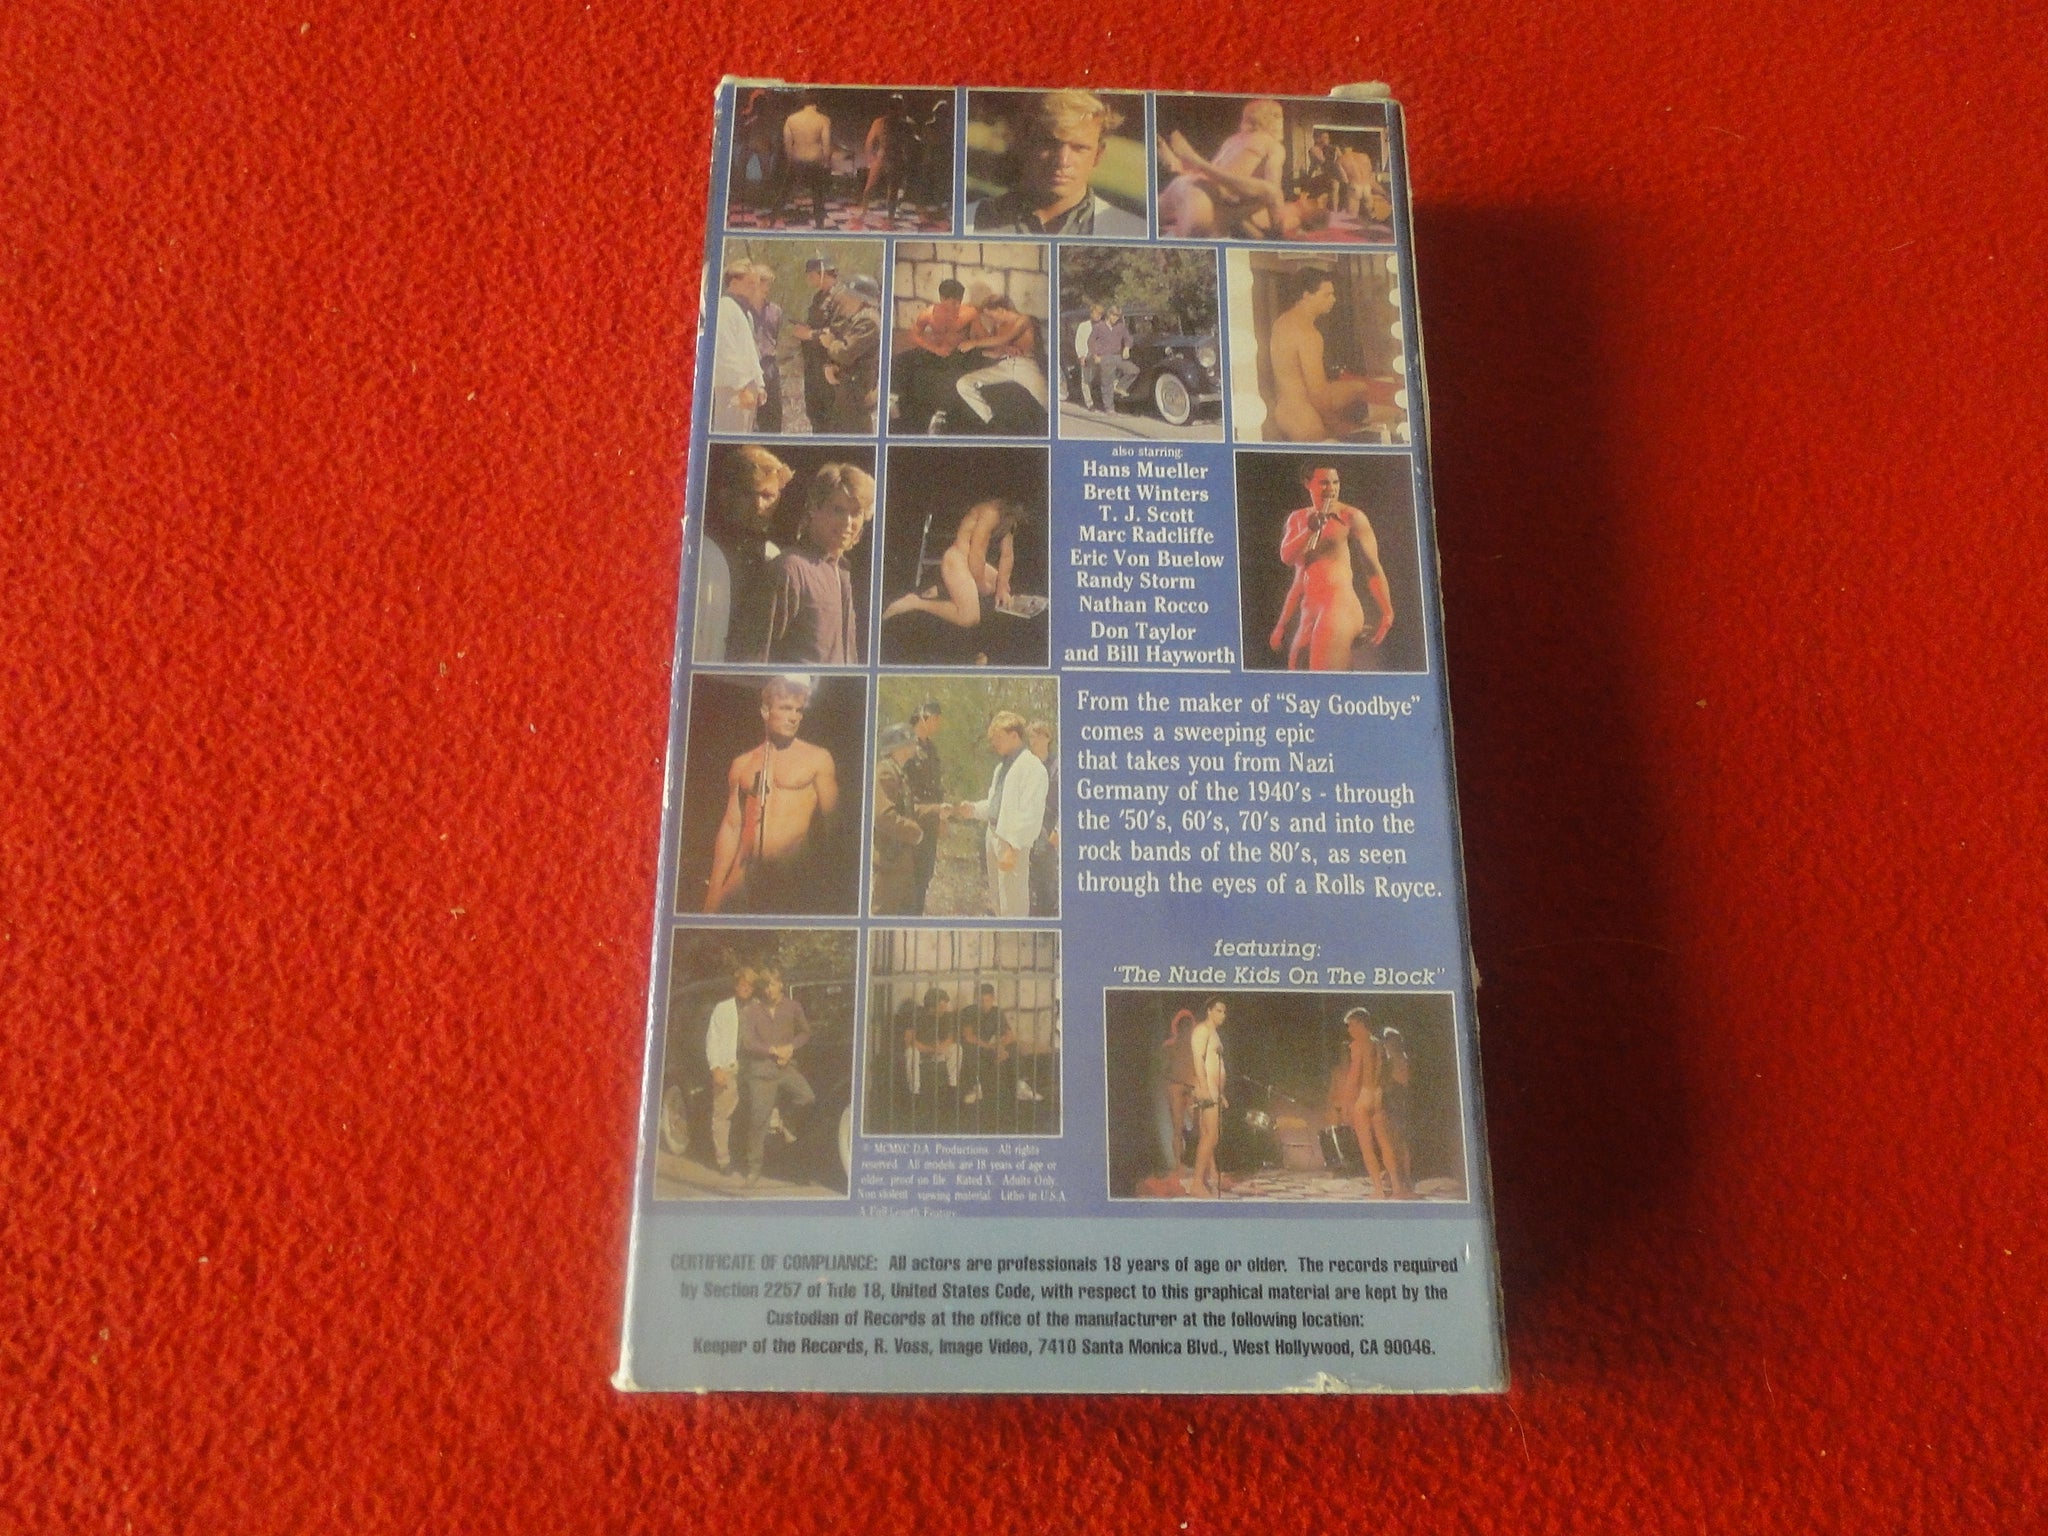 also starring:
Hans Mueller
Brett Winters
T. J. Scott
Marc Radcliffe
Eric Von Buelow
Randy Storm
Nathan Rocco
Don Taylor
and Bill Hayworth
From the maker of “Say Goodbye”
comes a sweeping epic
that takes you from Nazi
Germany of the 1940's - through
the '50's, 60's, 70's and into the
rock bands of the 80's, as seen
through the eyes of a Rolls Royce.
featuring:
"The Nude Kids On The Block"
© MCMXC D.A. Productions All rights
reserved. All models are 18 years of age or
older, proof on file. Rated X. Adults Only.
Non violent viewing material. Litho in U.S.A
A Full Length Feature
CERTIFICATE OF COMPLIANCE: All actors are professionals 18 years of age or older. The records required
by Section 2257 of Title 18, United States Code, with respect to this graphical material are kept by the
Custodian of Records at the office of the manufacturer at the following location:
Keeper of the Records, R. Voss, Image Video, 7410 Santa Monica Blvd., West Hollywood, CA 90046.